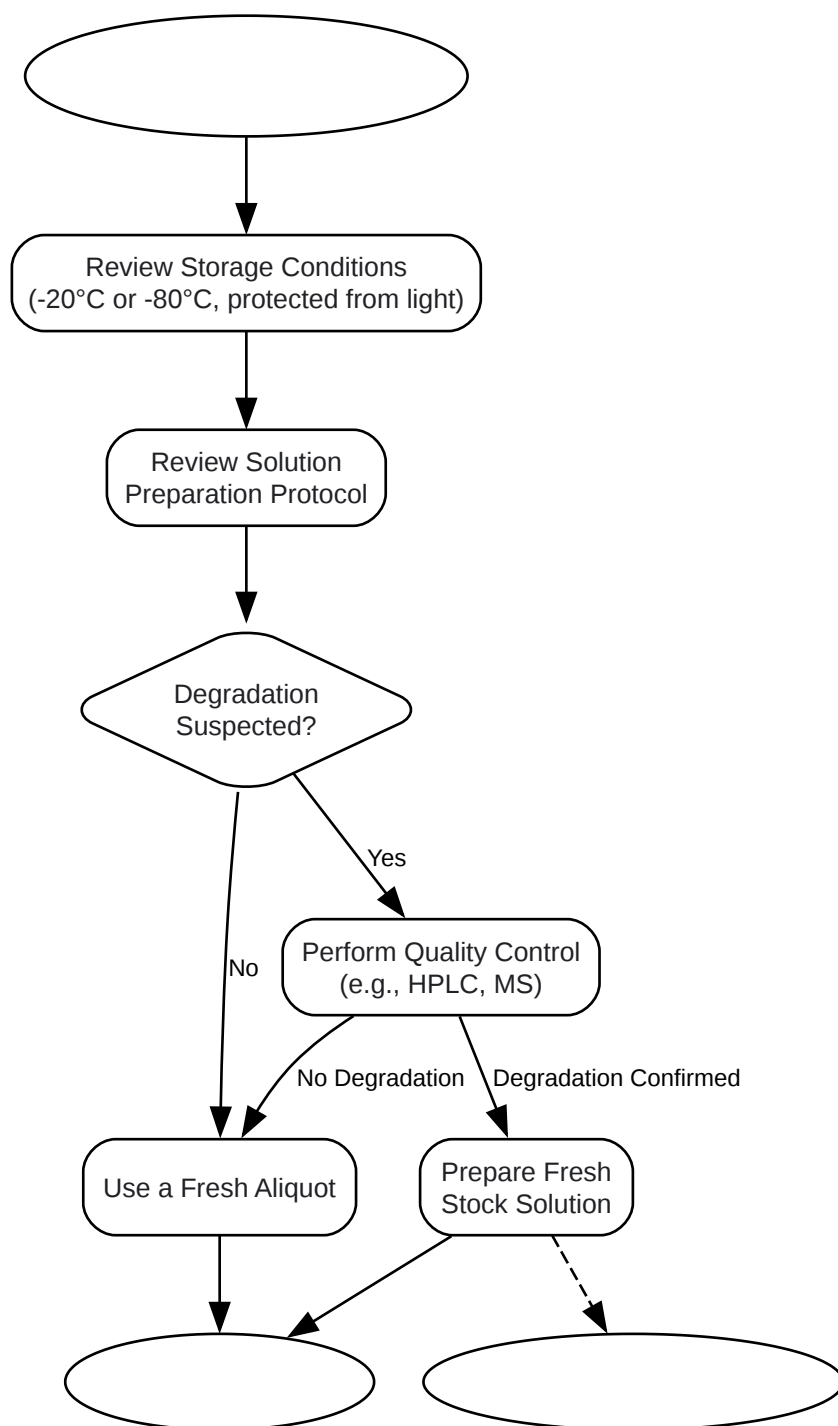 Review Storage Conditions
(-20°C or -80°C, protected from light)
Review Solution
Preparation Protocol
Degradation
Suspected?
Yes
No
Perform Quality Control
(e.g., HPLC, MS)
No Degradation
Degradation Confirmed
Use a Fresh Aliquot
Prepare Fresh
Stock Solution